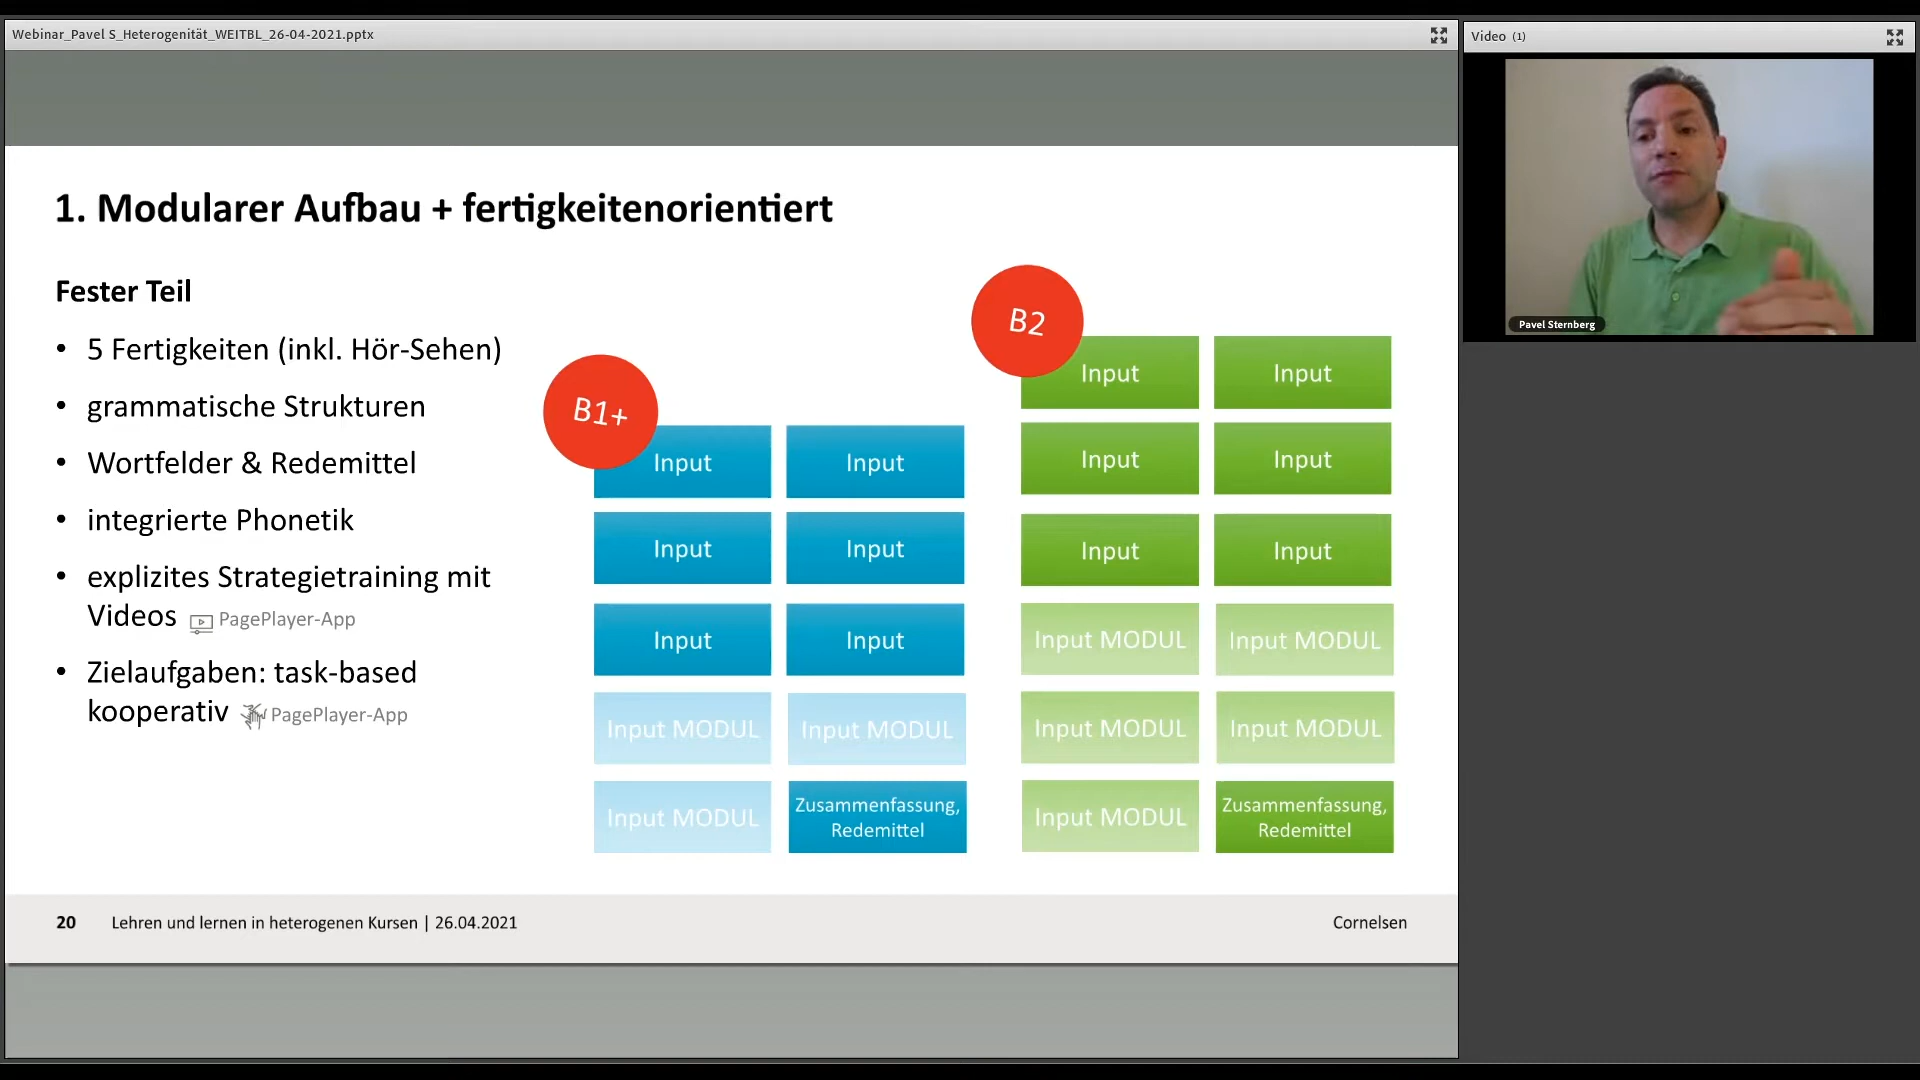 Webinar_Pavel S_Heterogenität_WEITBL_26-04-2021.pptx
Video (1)
Pavel Sternberg
1. Modularer Aufbau + fertigkeitenorientiert
Fester Teil
• 5 Fertigkeiten (inkl. Hör-Sehen)
• grammatische Strukturen
• Wortfelder & Redemittel
• integrierte Phonetik
• explizites Strategietraining mit
Videos PagePlayer-App
• Zielaufgaben: task-based
kooperativ PagePlayer-App
B1+
Input Input
Input Input
Input Input
Input MODUL Input MODUL
Input MODUL Zusammenfassung,
Redemittel
B2
Input Input
Input Input
Input Input
Input MODUL Input MODUL
Input MODUL Input MODUL
Input MODUL Zusammenfassung,
Redemittel
20 Lehren und lernen in heterogenen Kursen | 26.04.2021 Cornelsen